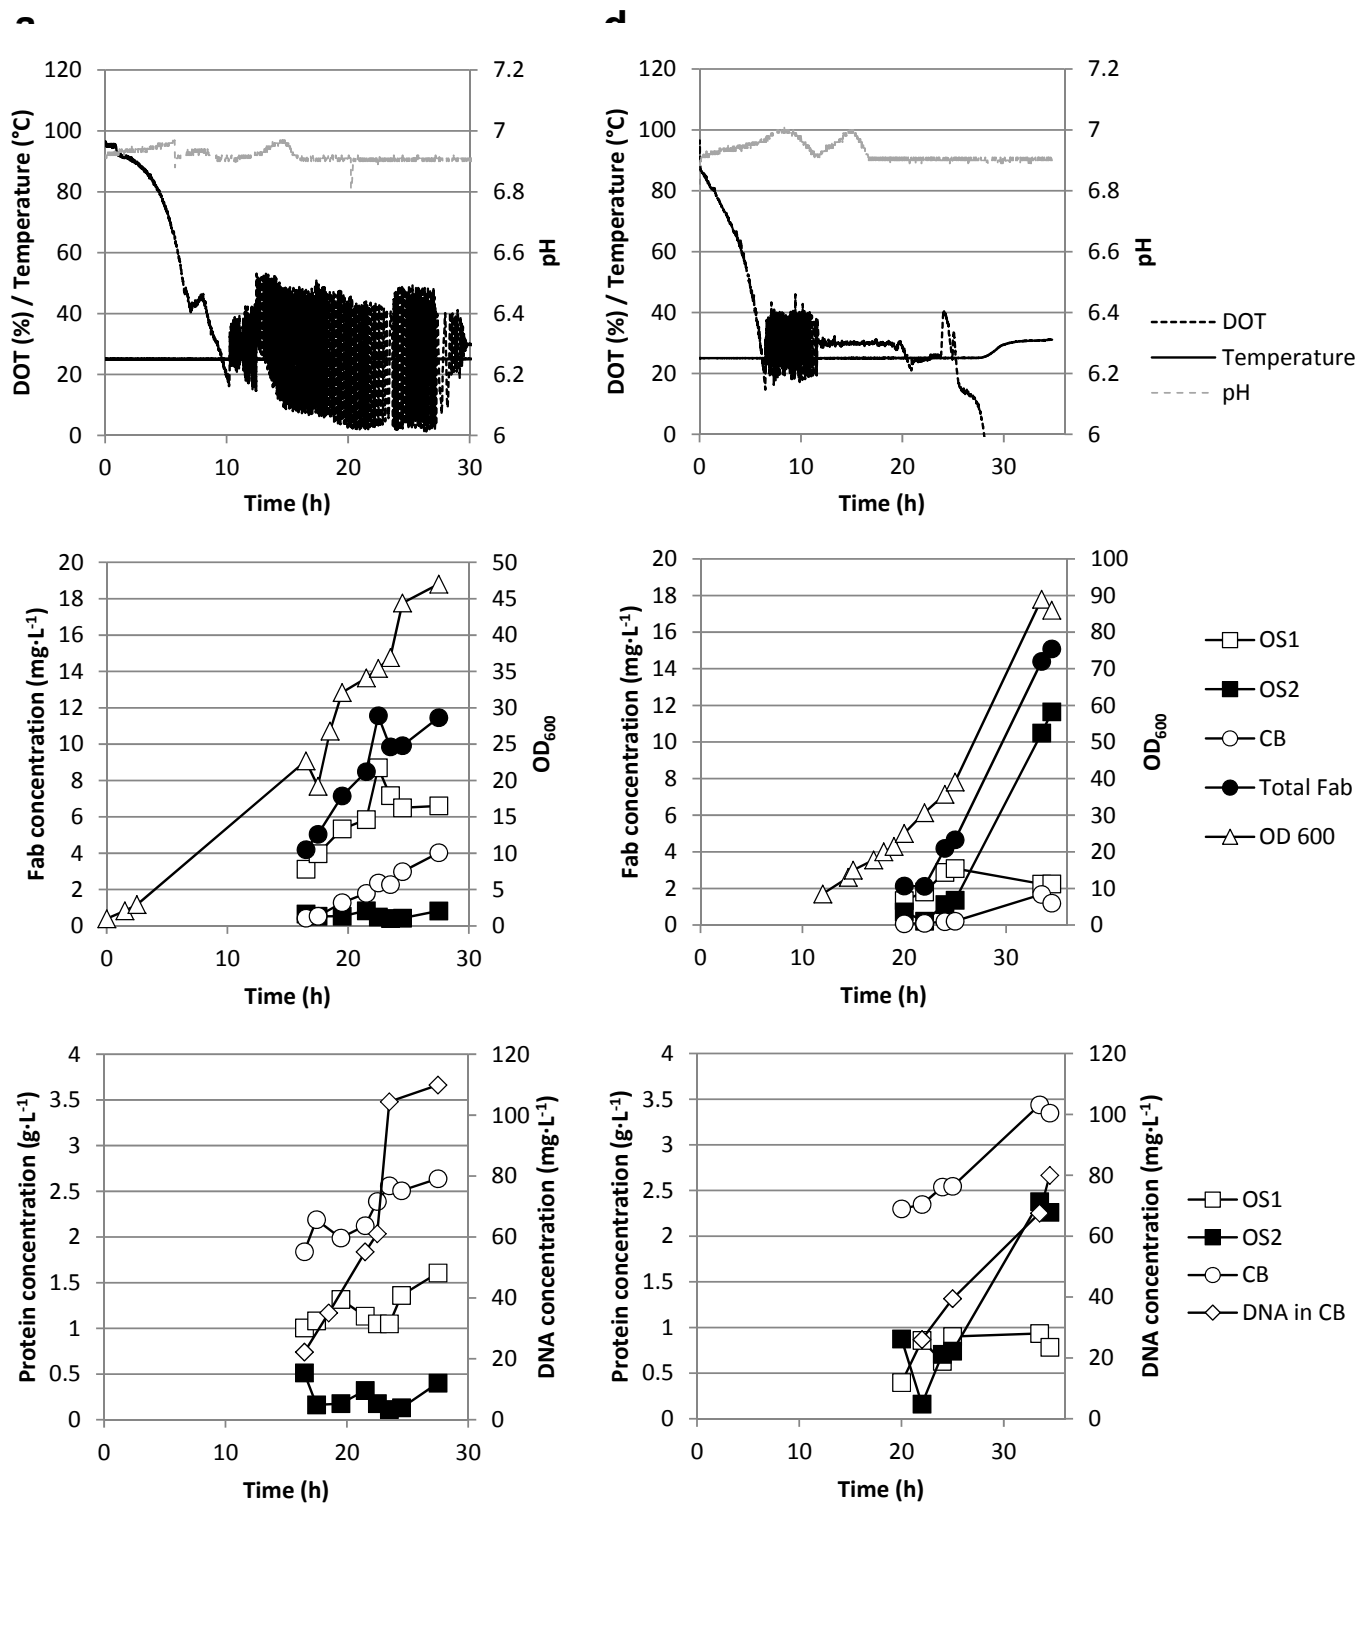 120
100
80
60
40
20
0
DOT (%) / Temperature (°C)
7.2
7
6.8
6.6
6.4
6.2
6
pH
0 10 20 30
Time (h)
120
100
80
60
40
20
0
DOT (%) / Temperature (°C)
7.2
7
6.8
6.6
6.4
6.2
6
pH
0 10 20 30
Time (h)
DOT
Temperature
pH
20
18
16
14
12
10
8
6
4
2
0
Fab concentration (mg·L-1)
50
45
40
35
30
25
20
15
10
5
0
OD600
0 10 20 30
Time (h)
20
18
16
14
12
10
8
6
4
2
0
Fab concentration (mg·L-1)
100
90
80
70
60
50
40
30
20
10
0
OD600
0 10 20 30
Time (h)
OS1
OS2
CB
Total Fab
OD 600
4
3.5
3
2.5
2
1.5
1
0.5
0
Protein concentration (g·L-1)
120
100
80
60
40
20
0
DNA concentration (mg·L-1)
0 10 20 30
Time (h)
4
3.5
3
2.5
2
1.5
1
0.5
0
Protein concentration (g·L-1)
120
100
80
60
40
20
0
DNA concentration (mg·L-1)
0 10 20 30
Time (h)
OS1
OS2
CB
DNA in CB